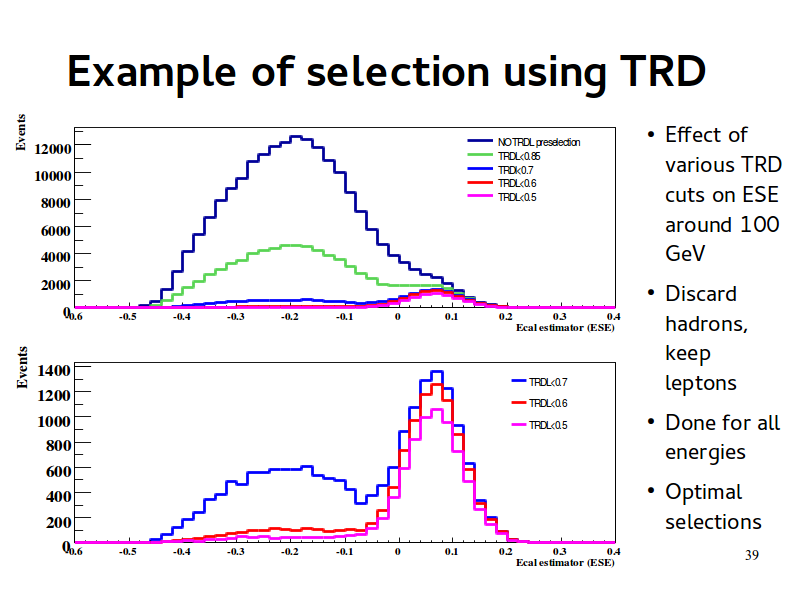 Example of selection using TRD
Events
12000
10000
8000
6000
4000
2000
0
-0.6 -0.5 -0.4 -0.3 -0.2 -0.1 0 0.1 0.2 0.3 0.4
Ecal estimator (ESE)
NO TRDL preselection
TRDL<0.85
TRDl<0.7
TRDL<0.6
TRDL<0.5
Events
1400
1200
1000
800
600
400
200
0
-0.6 -0.5 -0.4 -0.3 -0.2 -0.1 0 0.1 0.2 0.3 0.4
Ecal estimator (ESE)
TRDL<0.7
TRDL<0.6
TRDL<0.5
• Effect of
various TRD
cuts on ESE
around 100
GeV
• Discard
hadrons,
keep
leptons
• Done for all
energies
• Optimal
selections
39